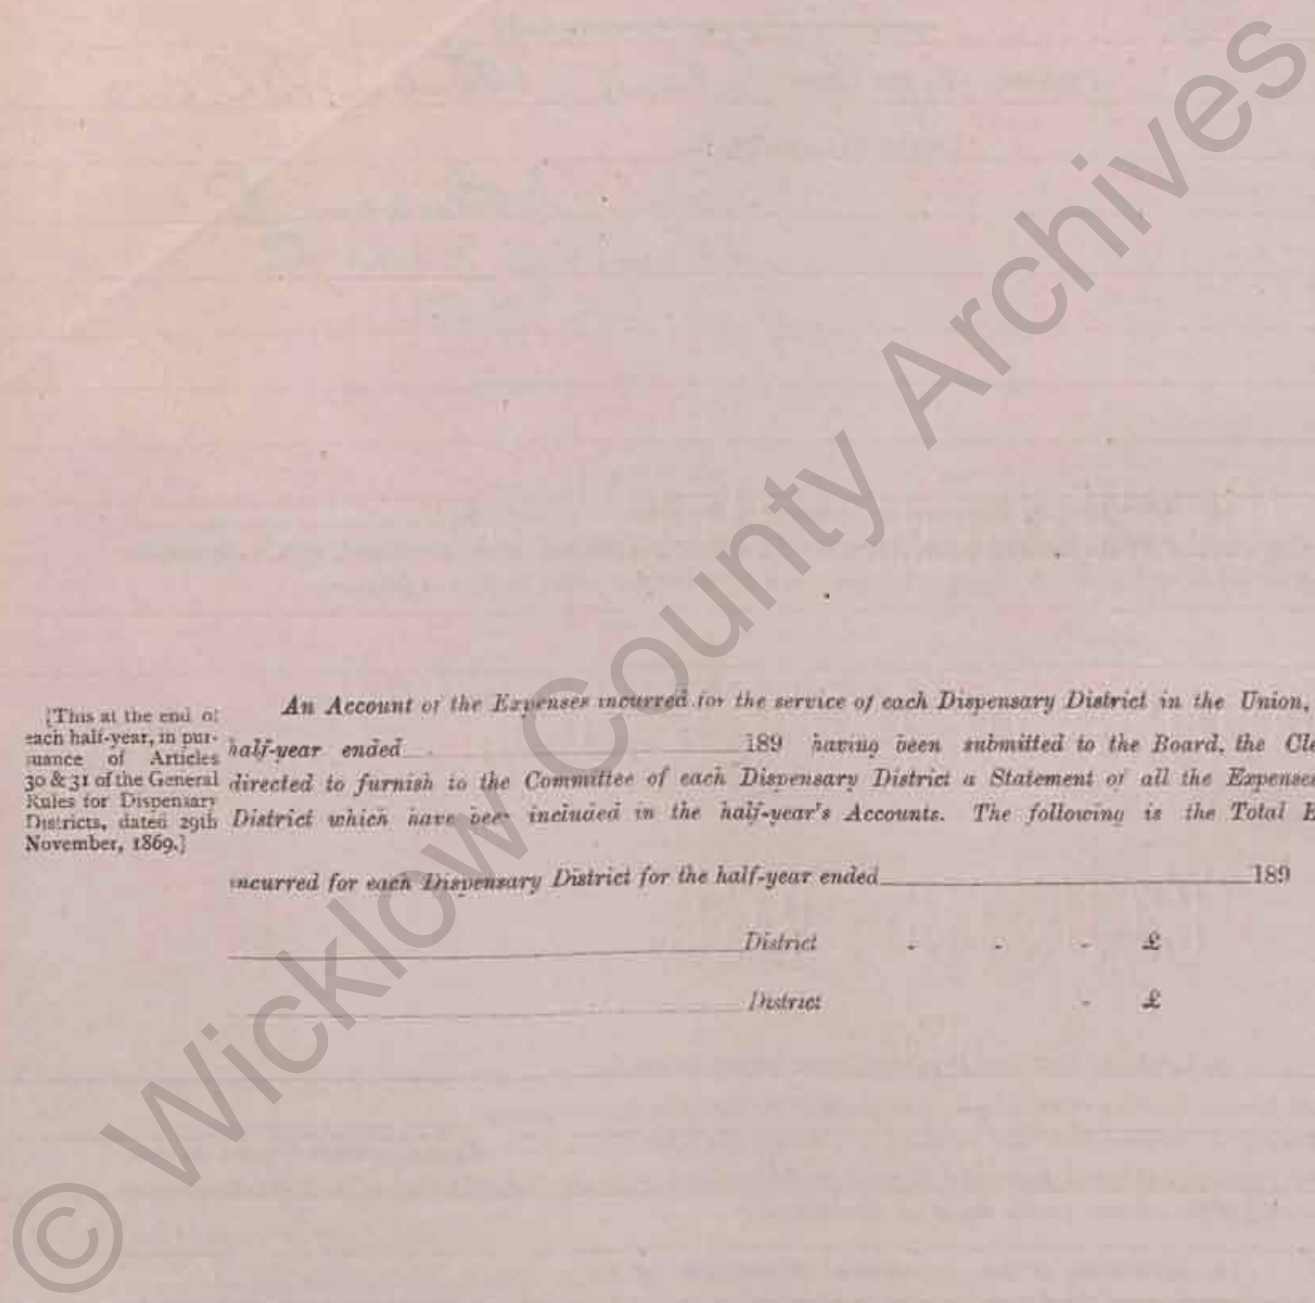 [This at the end of
each half-year, in pur-
suance of Articles
30 & 31 of the General
Rules for Dispensary
Districts, dated 29th
November, 1869.]
An Account of the Expenses incurred for the service of each Dispensary District in the Union,
half-year ended 189 having been submitted to the Board, the Cle
directed to furnish to the Committee of each Dispensary District a Statement of all the Expenses
District which have been included in the half-year's Accounts. The following is the Total E
incurred for each Dispensary District for the half-year ended 189
District - - - £
District - £
© Wicklow County Archives